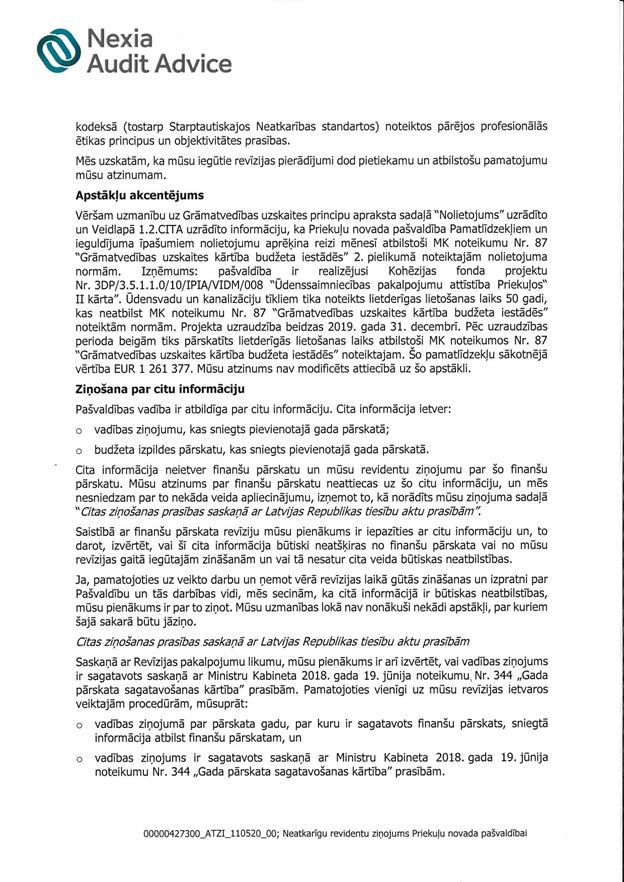 Nexia
Audit Advice
kodeksā (tostarp Starptautiskajos Neatkarības standartos) noteiktos pārējos profesionālās
ētikas principus un objektivitātes prasības.
Mēs uzskatām, ka mūsu iegūtie revīzijas pierādījumi dod pietiekamu un atbilstošu pamatojumu
mūsu atzinumam.
Apstākļu akcentējums
Vēršam uzmanību uz Grāmatvedības uzskaites principu apraksta sadaļā "Nolietojums" uzrādīto
un Veidlapā 1.2.CITA uzrādīto informāciju, ka Priekuļu novada pašvaldība Pamatlīdzekļiem un
ieguldījuma īpašumiem nolietojumu aprēķina reizi mēnesī atbilstoši MK noteikumu Nr. 87
"Grāmatvedības uzskaites kārtība budžeta iestādēs" 2. pielikumā noteiktajām nolietojuma
normām. Izņēmums: pašvaldība ir realizējusi Kohēzijas fonda projektu
Nr. 3DP/3.5.1.1.0/10/IPIA/VIDM/008 "Ūdenssaimniecības pakalpojumu attīstība Priekuļos"
II kārta". Ūdensvadu un kanalizāciju tīkliem tika noteikts lietderīgas lietošanas laiks 50 gadi,
kas neatbilst MK noteikumu Nr. 87 "Grāmatvedības uzskaites kārtība budžeta iestādēs"
noteiktām normām. Projekta uzraudzība beidzas 2019. gada 31. decembrī. Pēc uzraudzības
perioda beigām tiks pārskatīts lietderīgās lietošanas laiks atbilstoši MK noteikumos Nr. 87
"Grāmatvedības uzskaites kārtība budžeta iestādēs" noteiktajam. Šo pamatlīdzekļu sākotnējā
vērtība EUR 1 261 377. Mūsu atzinums nav modificēts attiecībā uz šo apstākli.
Ziņošana par citu informāciju
Pašvaldības vadība ir atbildīga par citu informāciju. Cita informācija ietver:
o vadības ziņojumu, kas sniegts pievienotajā gada pārskatā;
o budžeta izpildes pārskatu, kas sniegts pievienotajā gada pārskatā.
Cita informācija neietver finanšu pārskatu un mūsu revidentu ziņojumu par šo finanšu
pārskatu. Mūsu atzinums par finanšu pārskatu neattiecas uz šo citu informāciju, un mēs
nesniedzam par to nekāda veida apliecinājumu, izņemot to, kā norādīts mūsu ziņojuma sadaļā
"Citas ziņošanas prasības saskaņā ar Latvijas Republikas tiesību aktu prasībām".
Saistībā ar finanšu pārskata revīziju mūsu pienākums ir iepazīties ar citu informāciju un, to
darot, izvērtēt, vai šī cita informācija būtiski neatšķiras no finanšu pārskata vai no mūsu
revīzijas gaitā iegūtajām zināšanām un vai tā nesatur cita veida būtiskas neatbilstības.
Ja, pamatojoties uz veikto darbu un ņemot vērā revīzijas laikā gūtās zināšanas un izpratni par
Pašvaldību un tās darbības vidi, mēs secinām, ka citā informācijā ir būtiskas neatbilstības,
mūsu pienākums ir par to ziņot. Mūsu uzmanības lokā nav nonākuši nekādi apstākļi, par kuriem
šajā sakarā būtu jāziņo.
Citas ziņošanas prasības saskaņā ar Latvijas Republikas tiesību aktu prasībām
Saskaņā ar Revīzijas pakalpojumu likumu, mūsu pienākums ir arī izvērtēt, vai vadības ziņojums
ir sagatavots saskaņā ar Ministru Kabineta 2018. gada 19. jūnija noteikumu Nr. 344 „Gada
pārskata sagatavošanas kārtība" prasībām. Pamatojoties vienīgi uz mūsu revīzijas ietvaros
veiktajām procedūrām, mūsuprāt:
o vadības ziņojumā par pārskata gadu, par kuru ir sagatavots finanšu pārskats, sniegtā
informācija atbilst finanšu pārskatam, un
o vadības ziņojums ir sagatavots saskaņā ar Ministru Kabineta 2018. gada 19. jūnija
noteikumu Nr. 344 „Gada pārskata sagatavošanas kārtība" prasībām.
00000427300_ATZI_110520_00; Neatkarīgu revidentu ziņojums Priekuļu novada pašvaldībai